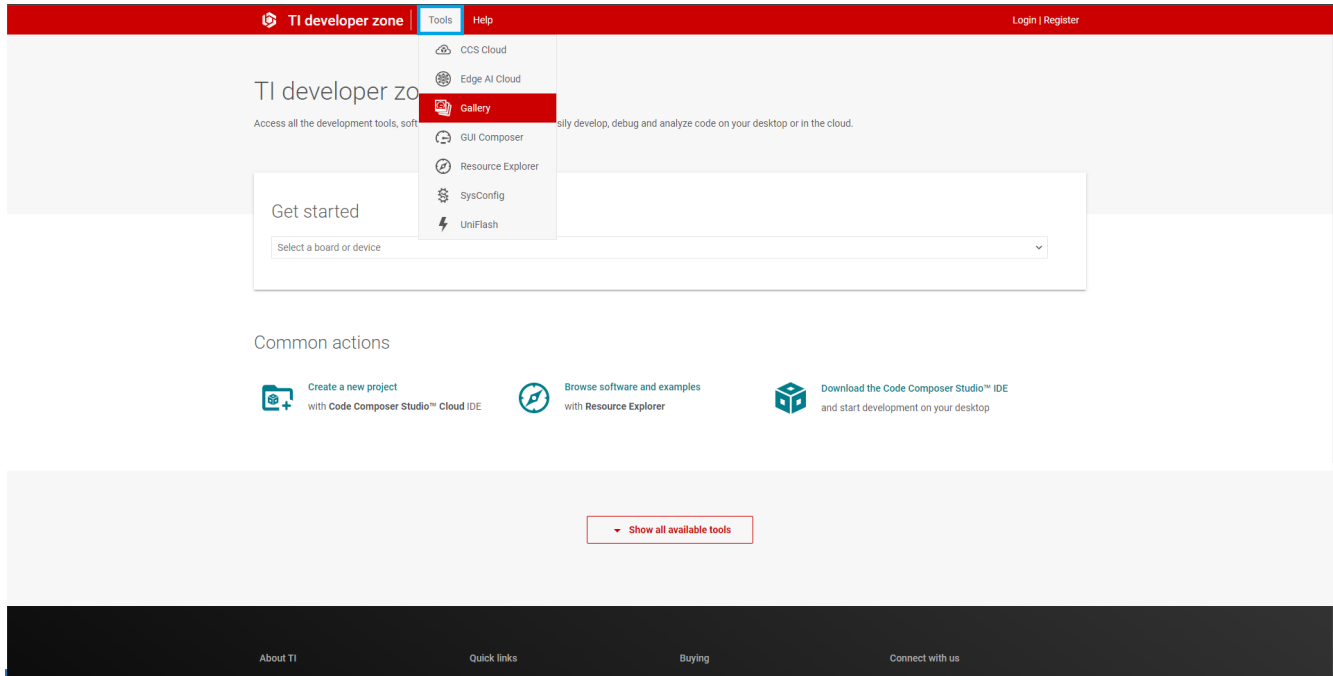 TI developer zone
Tools
Help
Login | Register
CCS Cloud
Edge AI Cloud
Gallery
GUI Composer
Resource Explorer
SysConfig
UniFlash
TI developer zo
Access all the development tools, soft
sily develop, debug and analyze code on your desktop or in the cloud.
Get started
Select a board or device
Common actions
Create a new project
with Code Composer Studio™ Cloud IDE
Browse software and examples
with Resource Explorer
Download the Code Composer Studio™ IDE
and start development on your desktop
Show all available tools
About TI
Quick links
Buying
Connect with us